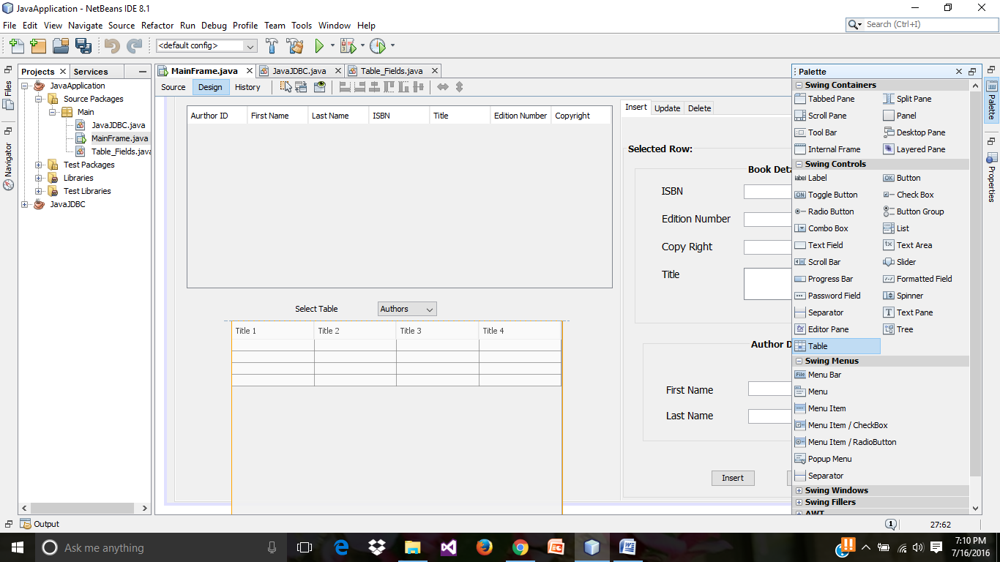 JavaApplication - NetBeans IDE 8.1
File Edit View Navigate Source Refactor Run Debug Profile Team Tools Window Help
Search (Ctrl+I)
<default config>
Files
Navigator
Projects
Services
JavaApplication
Source Packages
Main
JavaJDBC.java
MainFrame.java
Table_Fields.java
Test Packages
Libraries
Test Libraries
JavaJDBC
MainFrame.java
JavaJDBC.java
Table_Fields.java
Source Design History
Aurthor ID First Name Last Name ISBN Title Edition Number Copyright
Select Table Authors
Title 1 Title 2 Title 3 Title 4
Insert Update Delete
Selected Row:
Book Deta
ISBN
Edition Number
Copy Right
Title
Author D
First Name
Last Name
Insert
Palette
Swing Containers
Tabbed Pane Split Pane
Scroll Pane Panel
Tool Bar Desktop Pane
Internal Frame Layered Pane
Swing Controls
label Label OK Button
ON Toggle Button Check Box
Radio Button Button Group
Combo Box List
Text Field Text Area
Scroll Bar Slider
Progress Bar Formatted Field
Password Field Spinner
Separator T Text Pane
Editor Pane Tree
Table
Swing Menus
File Menu Bar
Menu
Menu Item
Menu Item / CheckBox
Menu Item / RadioButton
Popup Menu
Separator
Swing Windows
Swing Fillers
AWT
Palette
Properties
Output
1
27:62
Ask me anything
7:10 PM
7/16/2016